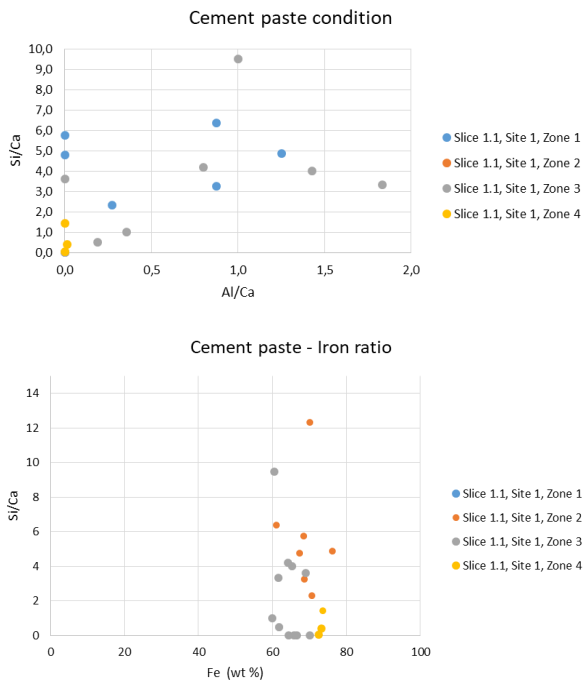 Cement paste condition
10,0
9,0
8,0
7,0
6,0
5,0
4,0
3,0
2,0
1,0
0,0
Si/Ca
0,0 0,5 1,0 1,5 2,0
Al/Ca
Slice 1.1, Site 1, Zone 1
Slice 1.1, Site 1, Zone 2
Slice 1.1, Site 1, Zone 3
Slice 1.1, Site 1, Zone 4
Cement paste - Iron ratio
14
12
10
8
6
4
2
0
Si/Ca
0 20 40 60 80 100
Fe (wt %)
Slice 1.1, Site 1, Zone 1
Slice 1.1, Site 1, Zone 2
Slice 1.1, Site 1, Zone 3
Slice 1.1, Site 1, Zone 4